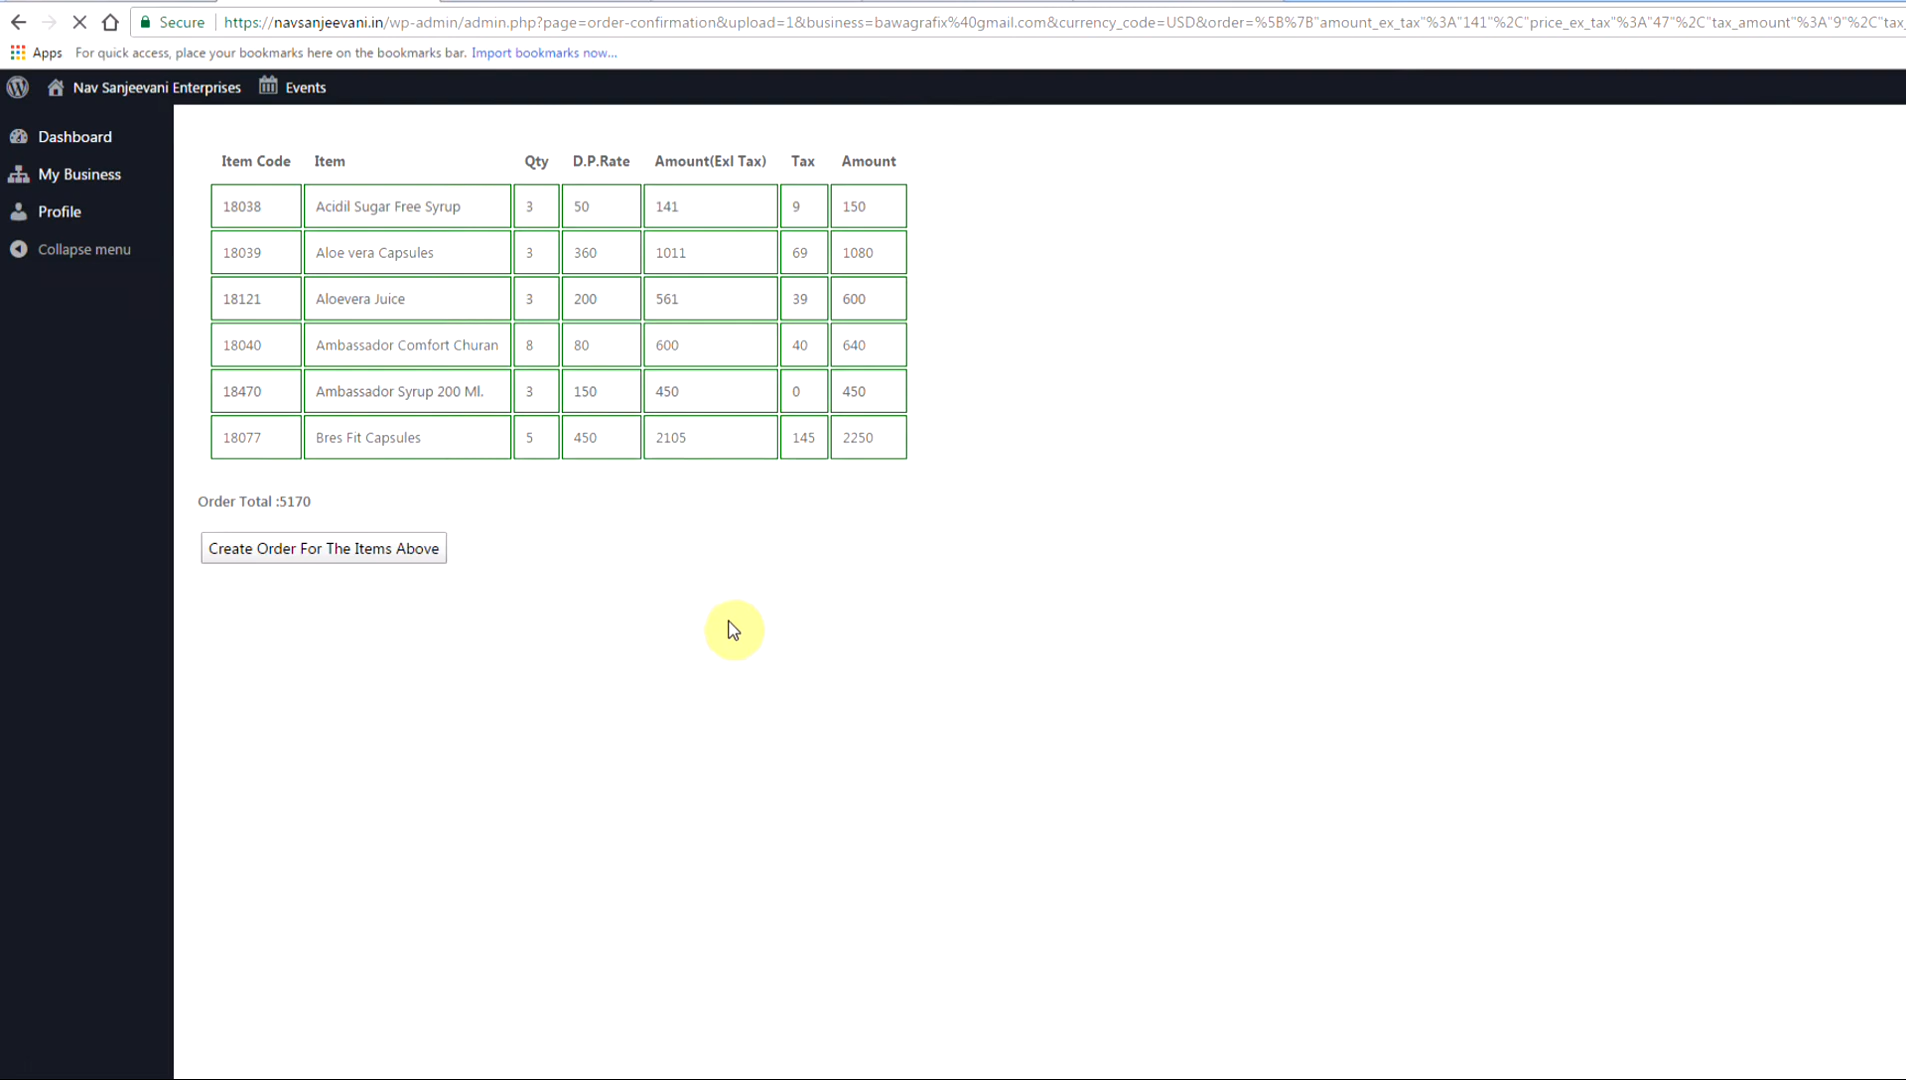 Secure https://navsanjeevani.in/wp-admin/admin.php?page=order-confirmation&upload=1&business=bawagrafix%40gmail.com&currency_code=USD&order=%5B%7B"amount_ex_tax"%3A"141"%2C"price_ex_tax"%3A"47"%2C"tax_amount"%3A"9"%2C"tax_
Apps For quick access, place your bookmarks here on the bookmarks bar. Import bookmarks now...
Nav Sanjeevani Enterprises Events
Dashboard
My Business
Profile
Collapse menu
Item Code Item Qty D.P.Rate Amount(Exl Tax) Tax Amount
18038 Acidil Sugar Free Syrup 3 50 141 9 150
18039 Aloe vera Capsules 3 360 1011 69 1080
18121 Aloevera Juice 3 200 561 39 600
18040 Ambassador Comfort Churan 8 80 600 40 640
18470 Ambassador Syrup 200 Ml. 3 150 450 0 450
18077 Bres Fit Capsules 5 450 2105 145 2250
Order Total :5170
Create Order For The Items Above